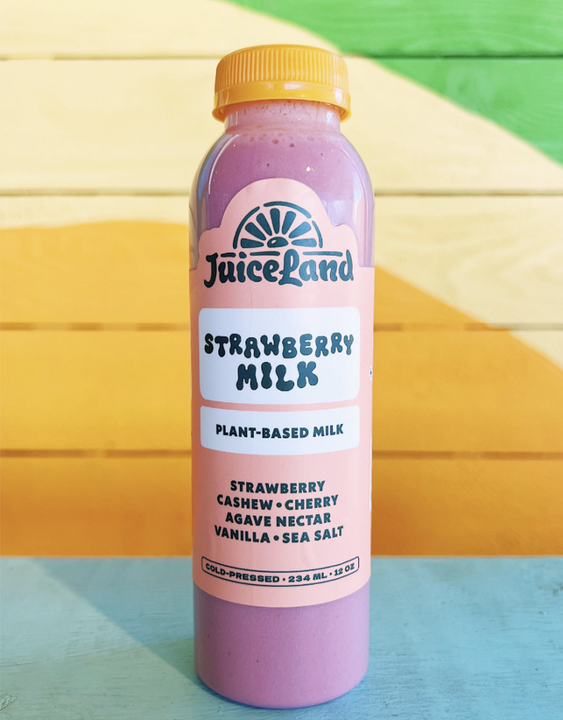 JuiceLand
STRAWBERRY
MILK
PLANT-BASED MILK
STRAWBERRY
CASHEW • CHERRY
AGAVE NECTAR
VANILLA • SEA SALT
COLD-PRESSED • 234 ML • 12 OZ